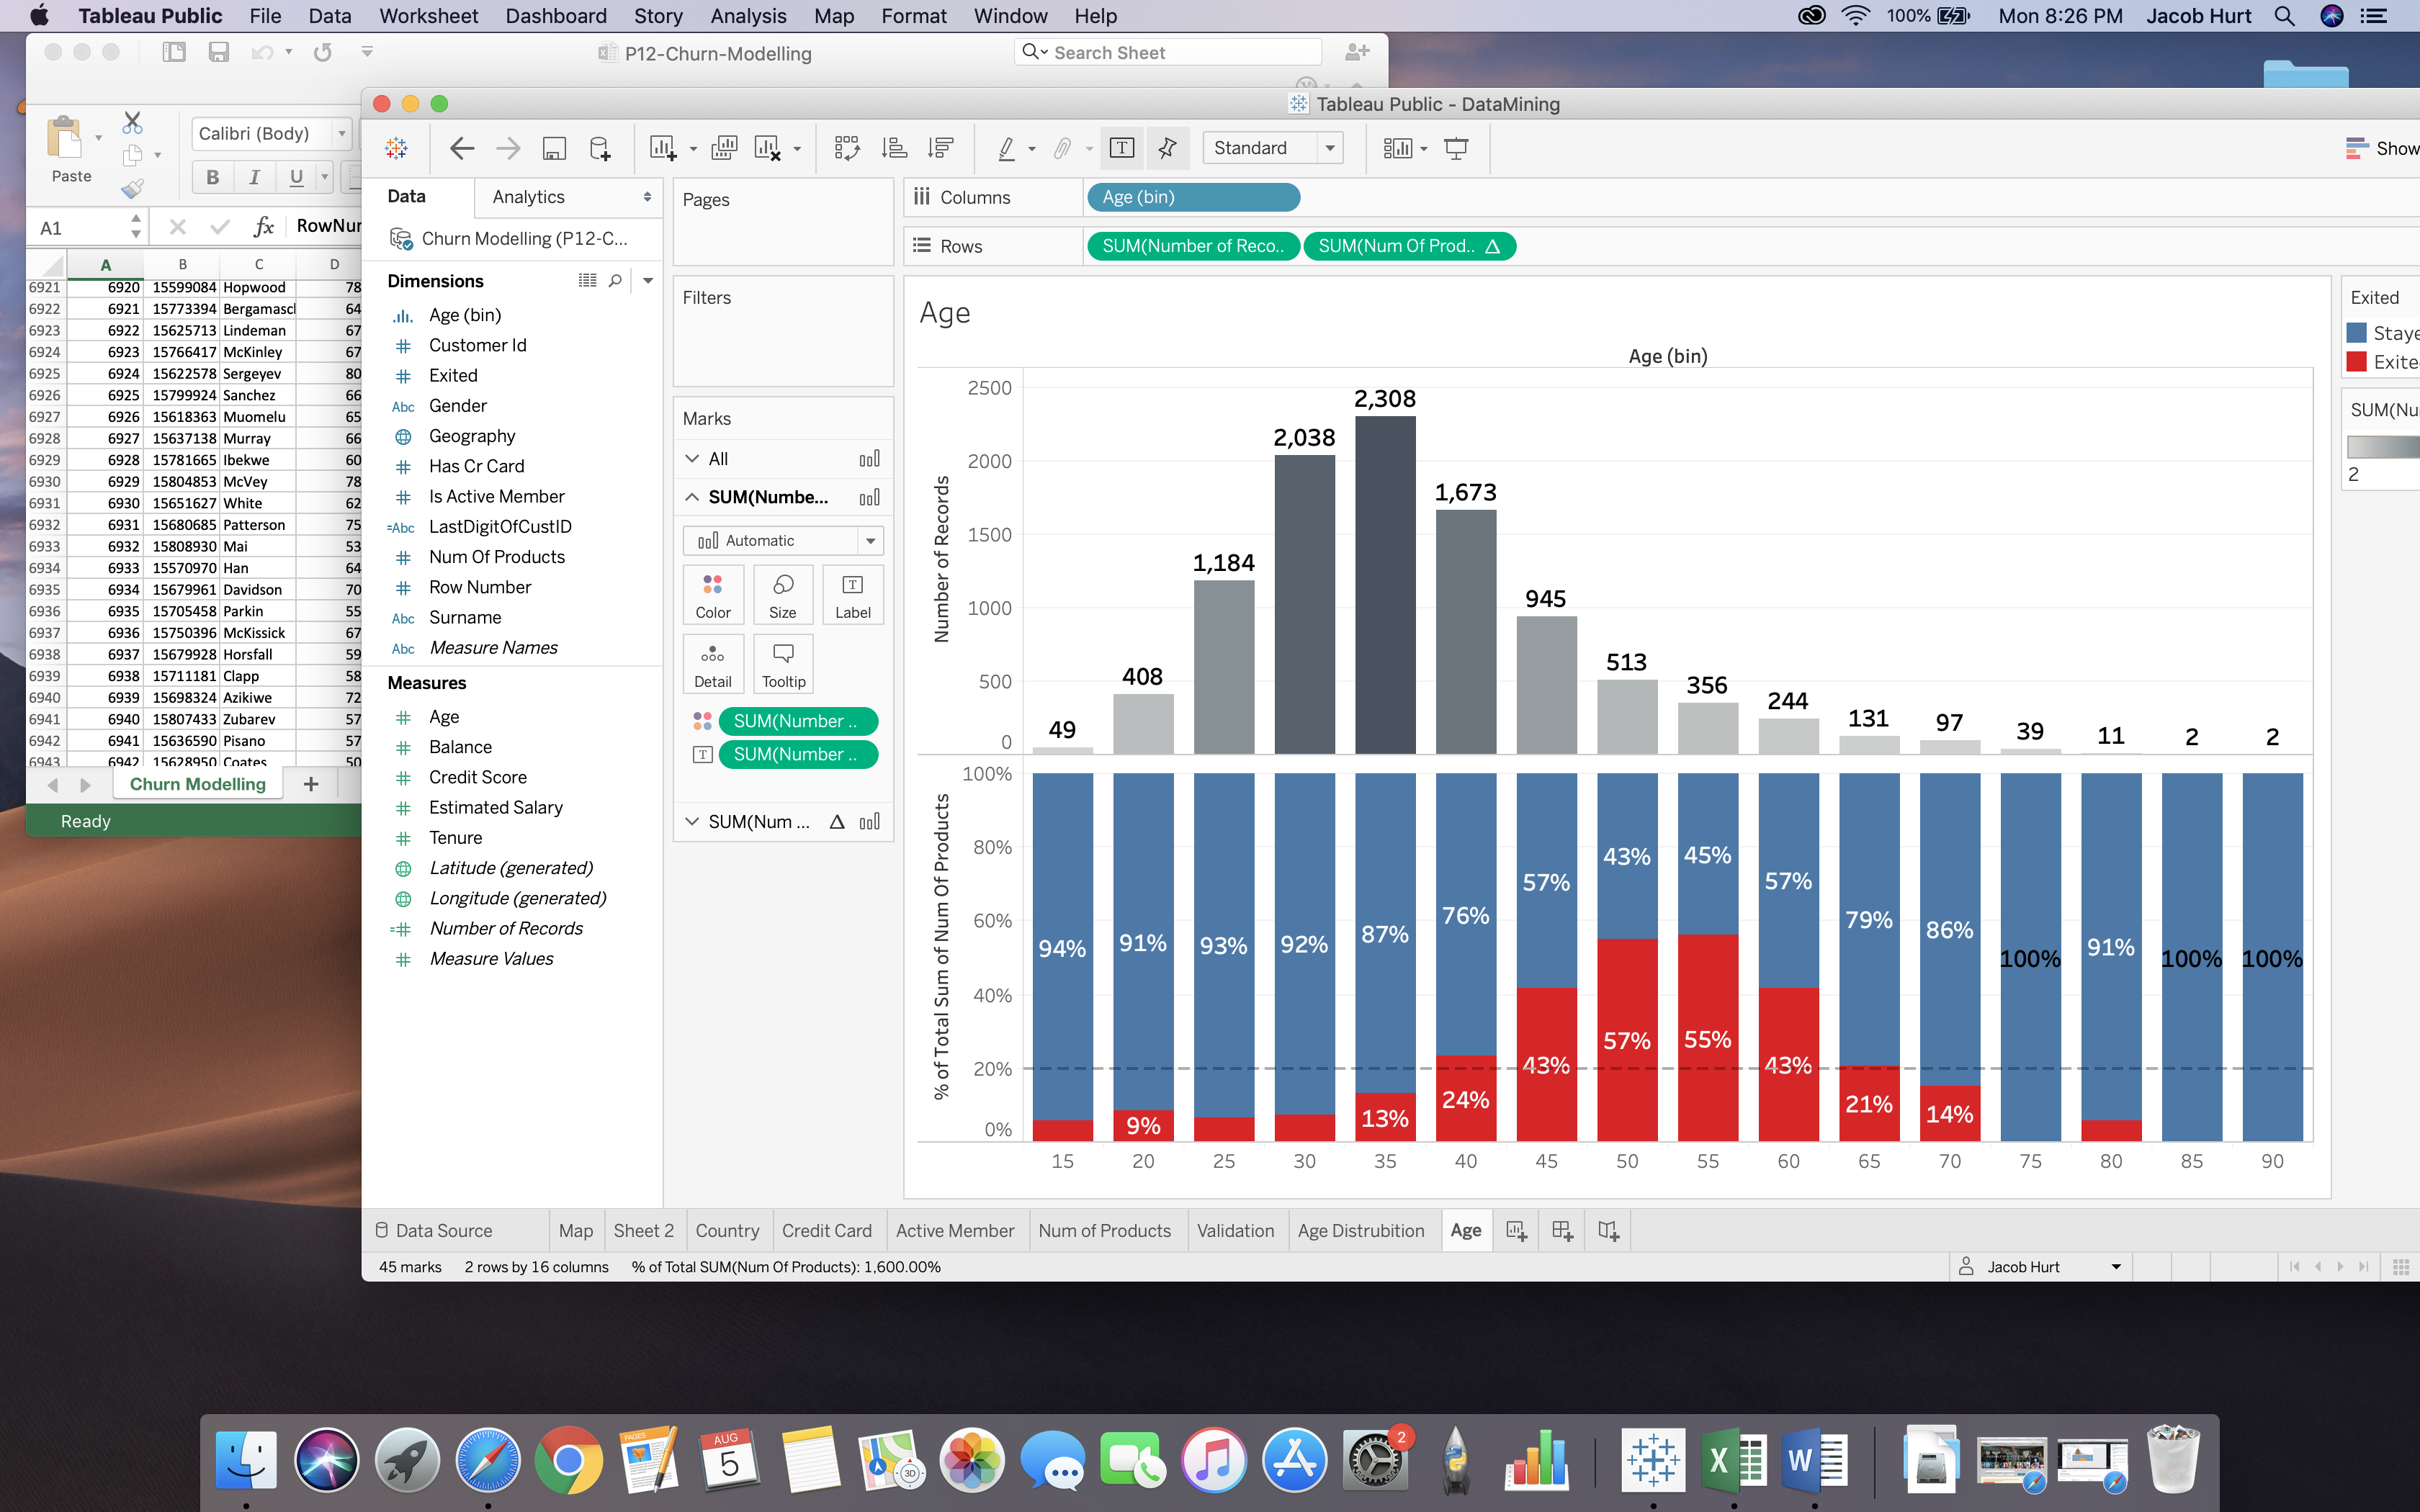 Tableau Public File Data Worksheet Dashboard Story Analysis Map Format Window Help 100% Mon 8:26 PM Jacob Hurt
P12-Churn-Modelling Search Sheet
Tableau Public - DataMining
Paste
Calibri (Body)
B I U
A1 fx RowNur
A B C D
6921 6920 15599084 Hopwood 78
6922 6921 15773394 Bergamascl 64
6923 6922 15625713 Lindeman 67
6924 6923 15766417 McKinley 67
6925 6924 15622578 Sergeyev 80
6926 6925 15799924 Sanchez 66
6927 6926 15618363 Muomelu 65
6928 6927 15637138 Murray 66
6929 6928 15781665 Ibekwe 60
6930 6929 15804853 McVey 78
6931 6930 15651627 White 62
6932 6931 15680685 Patterson 75
6933 6932 15808930 Mai 53
6934 6933 15570970 Han 64
6935 6934 15679961 Davidson 70
6936 6935 15705458 Parkin 55
6937 6936 15750396 McKissick 67
6938 6937 15679928 Horsfall 59
6939 6938 15711181 Clapp 58
6940 6939 15698324 Azikiwe 72
6941 6940 15807433 Zubarev 57
6942 6941 15636590 Pisano 57
6943 6942 15628950 Coates 50
Churn Modelling +
Ready
Standard
Show
Data Analytics
Churn Modelling (P12-C...
Dimensions
Age (bin)
# Customer Id
# Exited
Abc Gender
Geography
# Has Cr Card
# Is Active Member
=Abc LastDigitOfCustID
# Num Of Products
# Row Number
Abc Surname
Abc Measure Names
Measures
# Age
# Balance
# Credit Score
# Estimated Salary
# Tenure
Latitude (generated)
Longitude (generated)
=# Number of Records
# Measure Values
Pages
Filters
Marks
All
SUM(Numbe...
Automatic
Color Size Label
Detail Tooltip
SUM(Number ..
SUM(Number ..
SUM(Num ... Δ
Columns Age (bin)
Rows SUM(Number of Reco.. SUM(Num Of Prod.. Δ
Age
Age (bin)
Number of Records
2500
2000
1500
1000
500
0
49 408 1,184 2,038 2,308 1,673 945 513 356 244 131 97 39 11 2 2
% of Total Sum of Num Of Products
100%
80%
60%
40%
20%
0%
94% 91% 93% 92% 87% 76% 57% 43% 45% 57% 79% 86% 100% 91% 100% 100%
9% 13% 24% 43% 57% 55% 43% 21% 14%
15 20 25 30 35 40 45 50 55 60 65 70 75 80 85 90
Exited
Staye
Exite
SUM(Nu
2
Data Source Map Sheet 2 Country Credit Card Active Member Num of Products Validation Age Distrubition Age
45 marks 2 rows by 16 columns % of Total SUM(Num Of Products): 1,600.00% Jacob Hurt
PAGES
AUG
5
3D
2
X
W